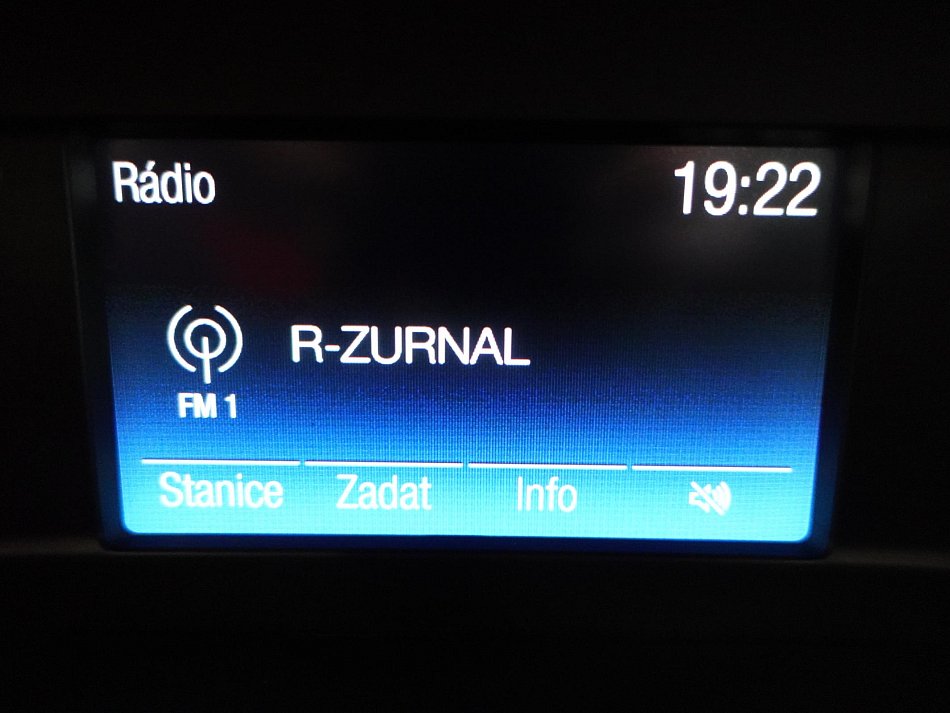 Rádio 19:22
R-ZURNAL
FM 1
Stanice Zadat Info